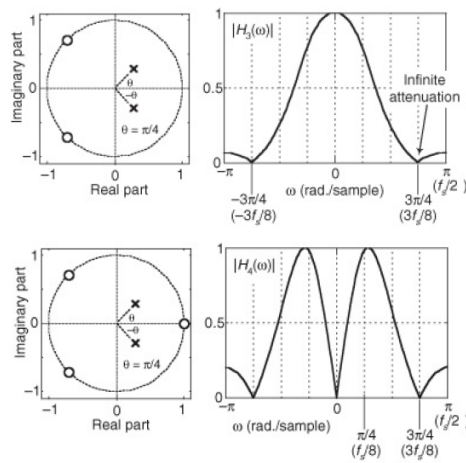 Imaginary part
1
0
−1
−1
0
1
Real part
θ
−θ
θ = π/4
|H₃(ω)|
1
0.5
0
Infinite
attenuation
−π
0
π
ω (rad./sample)
(fₛ/2)
−3π/4
(−3fₛ/8)
3π/4
(3fₛ/8)
Imaginary part
1
0
−1
−1
0
1
Real part
θ
−θ
θ = π/4
|H₄(ω)|
1
0.5
0
−π
0
π
ω (rad./sample)
(fₛ/2)
π/4
(fₛ/8)
3π/4
(3fₛ/8)